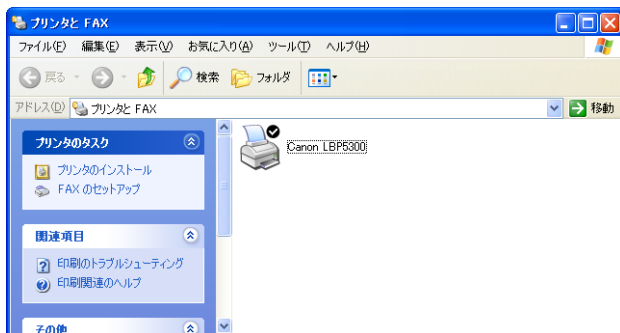 プリンタと FAX
ファイル(F) 編集(E) 表示(V) お気に入り(A) ツール(T) ヘルプ(H)
戻る 検索 フォルダ
アドレス(D) プリンタと FAX 移動
プリンタのタスク
プリンタのインストール
FAX のセットアップ
関連項目
印刷のトラブルシューティング
印刷関連のヘルプ
その他
Canon LBP5300